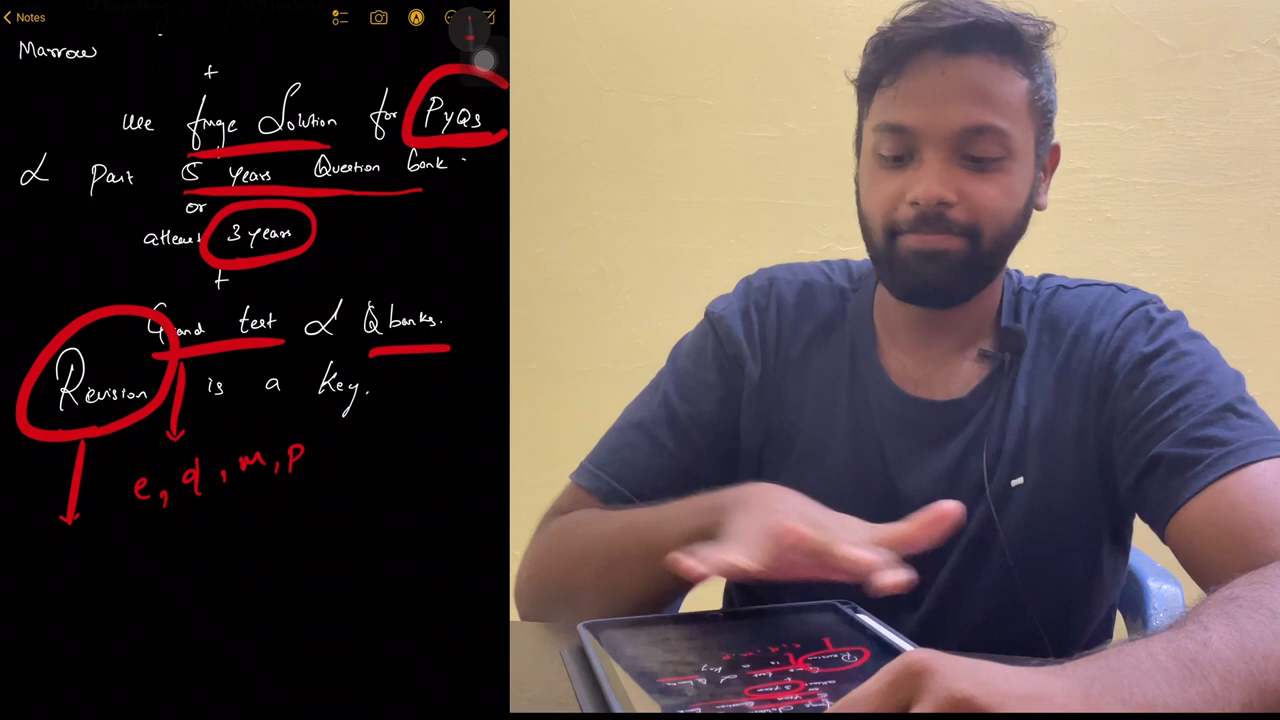 Notes
Marrow
+
Use fmge Solution for PYQs
& past 5 years Question bank.
or
atleast 3 years
+
Grand test & Q banks.
Revision is a key.
e, d, m, p